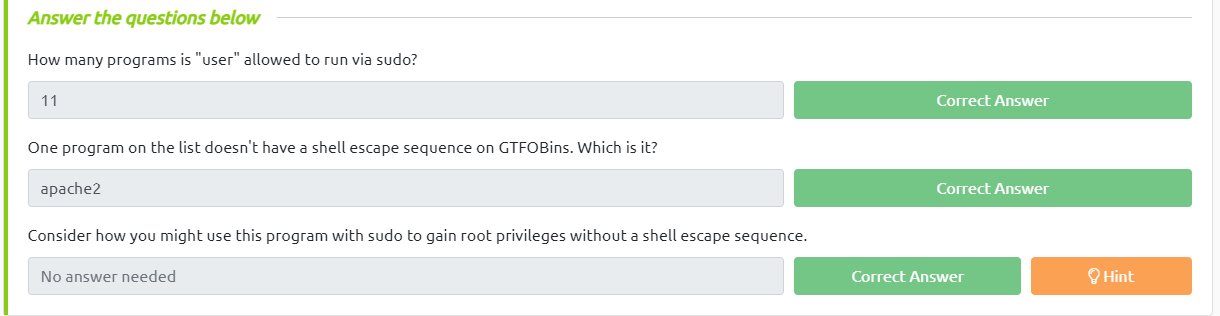 Answer the questions below
How many programs is "user" allowed to run via sudo?
11
Correct Answer
One program on the list doesn't have a shell escape sequence on GTFOBins. Which is it?
apache2
Correct Answer
Consider how you might use this program with sudo to gain root privileges without a shell escape sequence.
No answer needed
Correct Answer
Hint